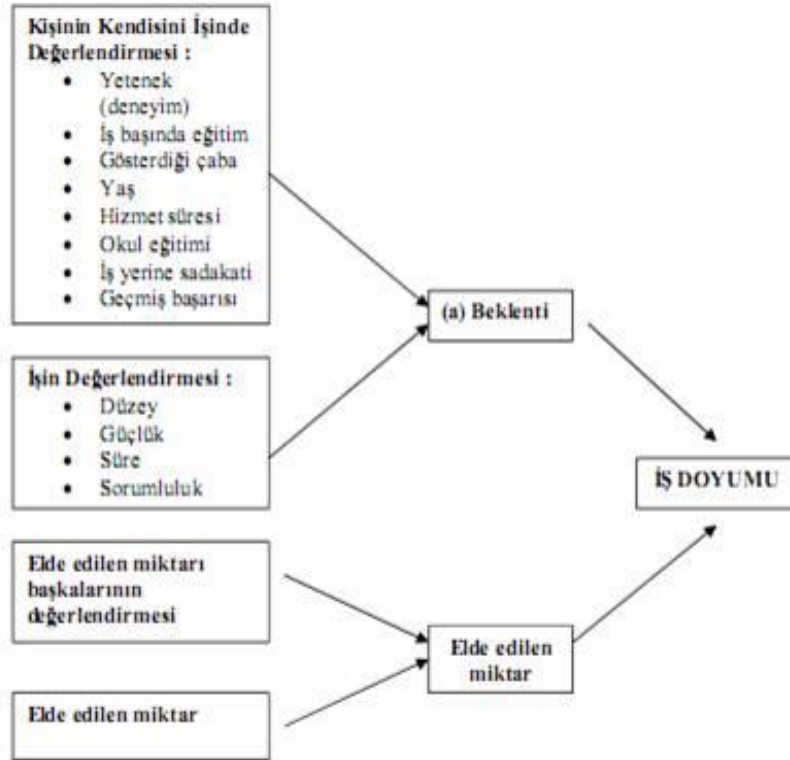 Kişinin Kendisini İşinde
Değerlendirmesi :
• Yetenek
(deneyim)
• İş başında eğitim
• Gösterdiği çaba
• Yaş
• Hizmet süresi
• Okul eğitimi
• İş yerine sadakati
• Geçmiş başarısı
(a) Beklenti
İşin Değerlendirmesi :
• Düzey
• Güçlük
• Süre
• Sorumluluk
İŞ DOYUMU
Elde edilen miktarı
başkalarının
değerlendirmesi
Elde edilen
miktar
Elde edilen miktar